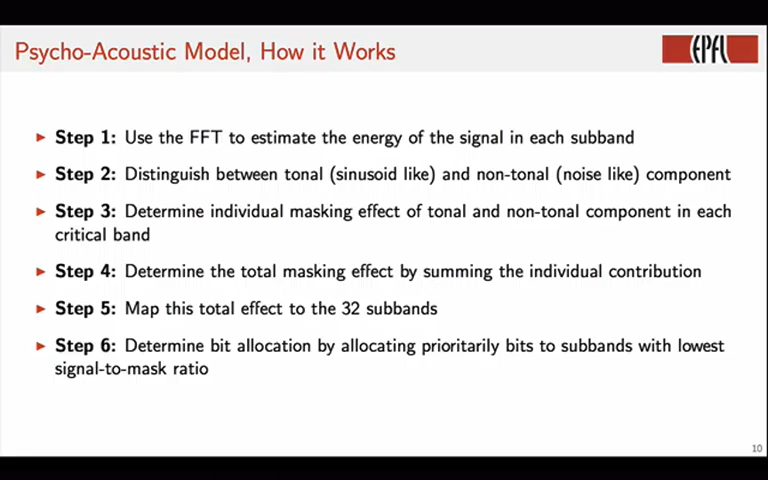 Psycho-Acoustic Model, How it Works
EPFL
Step 1: Use the FFT to estimate the energy of the signal in each subband
Step 2: Distinguish between tonal (sinusoid like) and non-tonal (noise like) component
Step 3: Determine individual masking effect of tonal and non-tonal component in each
critical band
Step 4: Determine the total masking effect by summing the individual contribution
Step 5: Map this total effect to the 32 subbands
Step 6: Determine bit allocation by allocating prioritarily bits to subbands with lowest
signal-to-mask ratio
10